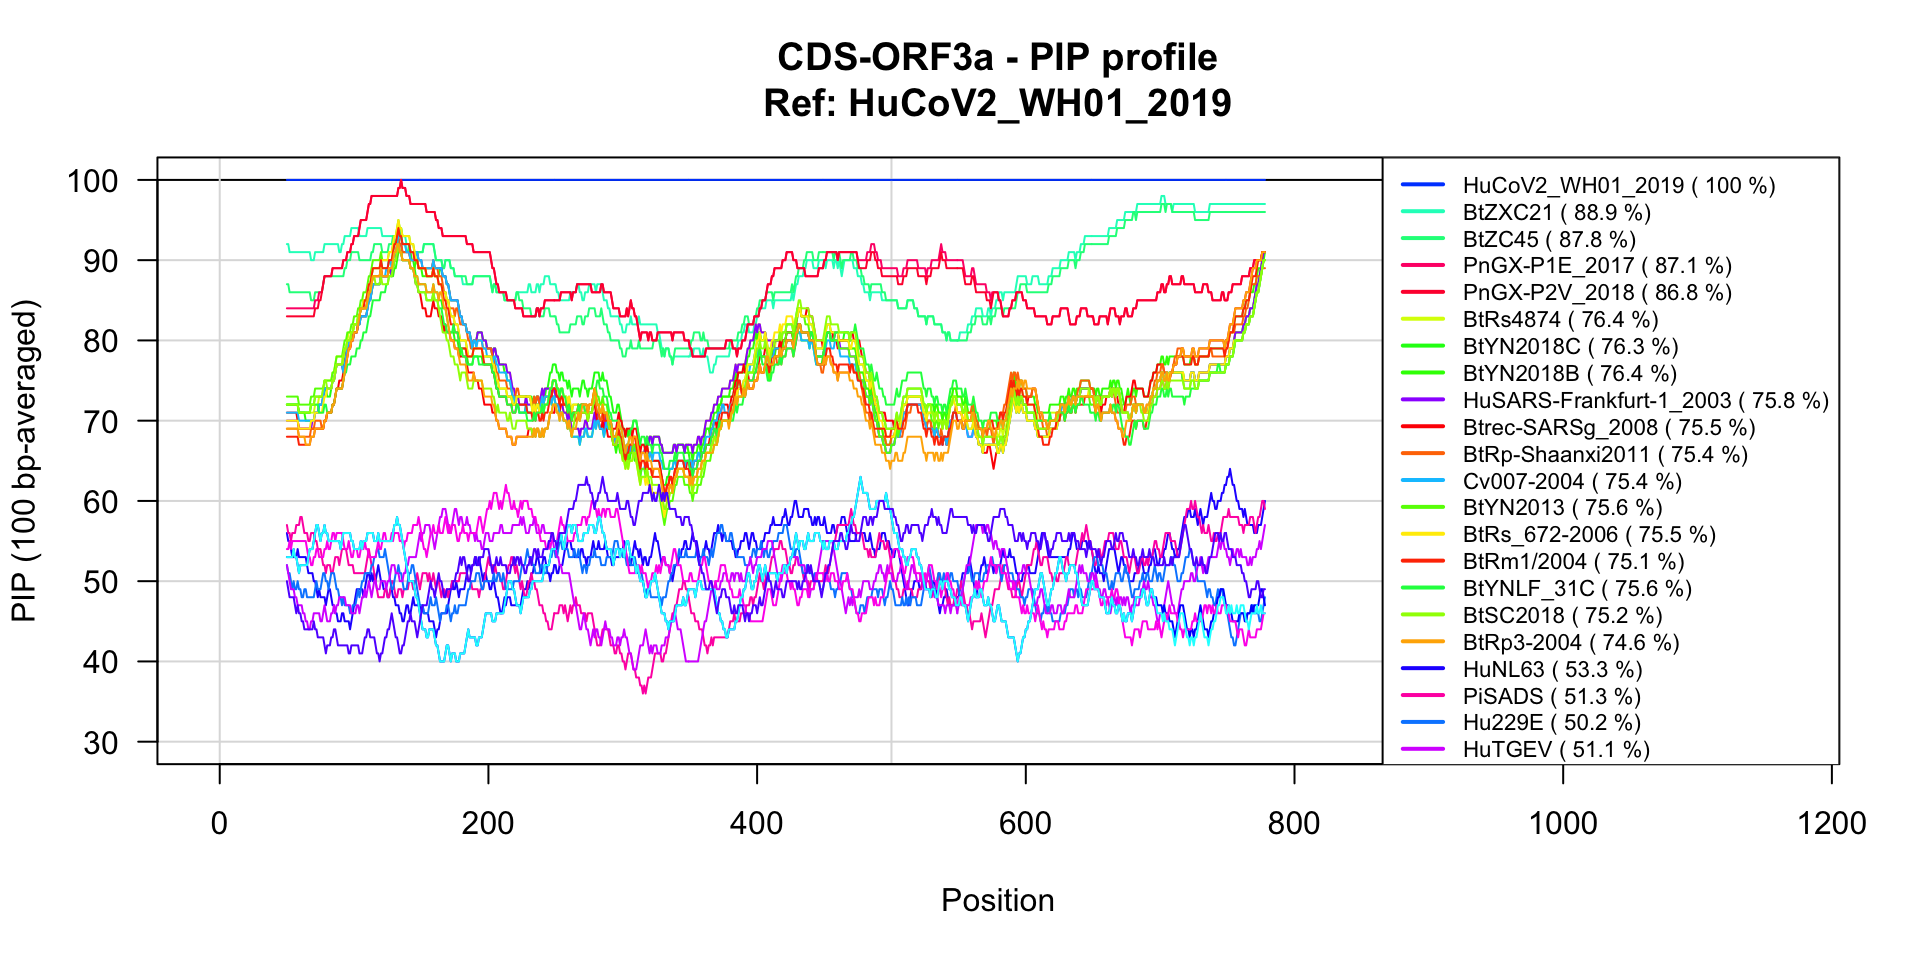 CDS-ORF3a - PIP profile
Ref: HuCoV2_WH01_2019
PIP (100 bp-averaged)
100
90
80
70
60
50
40
30
0
200
400
600
800
1000
1200
Position
HuCoV2_WH01_2019 ( 100 %)
BtZXC21 ( 88.9 %)
BtZC45 ( 87.8 %)
PnGX-P1E_2017 ( 87.1 %)
PnGX-P2V_2018 ( 86.8 %)
BtRs4874 ( 76.4 %)
BtYN2018C ( 76.3 %)
BtYN2018B ( 76.4 %)
HuSARS-Frankfurt-1_2003 ( 75.8 %)
Btrec-SARSg_2008 ( 75.5 %)
BtRp-Shaanxi2011 ( 75.4 %)
Cv007-2004 ( 75.4 %)
BtYN2013 ( 75.6 %)
BtRs_672-2006 ( 75.5 %)
BtRm1/2004 ( 75.1 %)
BtYNLF_31C ( 75.6 %)
BtSC2018 ( 75.2 %)
BtRp3-2004 ( 74.6 %)
HuNL63 ( 53.3 %)
PiSADS ( 51.3 %)
Hu229E ( 50.2 %)
HuTGEV ( 51.1 %)